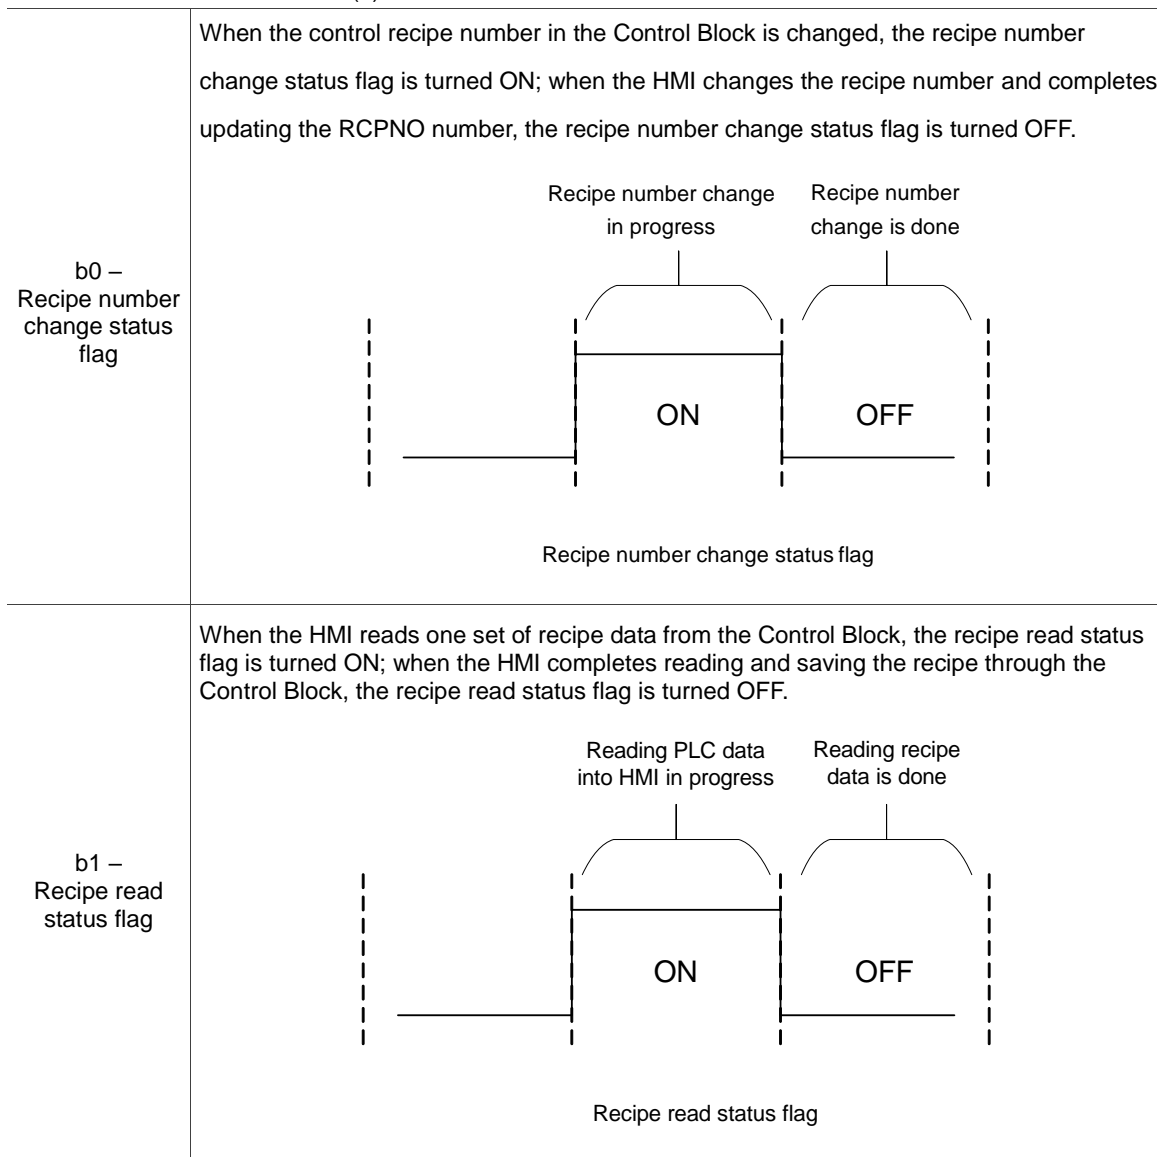 When the control recipe number in the Control Block is changed, the recipe number
change status flag is turned ON; when the HMI changes the recipe number and completes
updating the RCPNO number, the recipe number change status flag is turned OFF.
b0 –
Recipe number
change status
flag
Recipe number change
in progress
Recipe number
change is done
ON
OFF
Recipe number change status flag
When the HMI reads one set of recipe data from the Control Block, the recipe read status
flag is turned ON; when the HMI completes reading and saving the recipe through the
Control Block, the recipe read status flag is turned OFF.
b1 –
Recipe read
status flag
Reading PLC data
into HMI in progress
Reading recipe
data is done
ON
OFF
Recipe read status flag